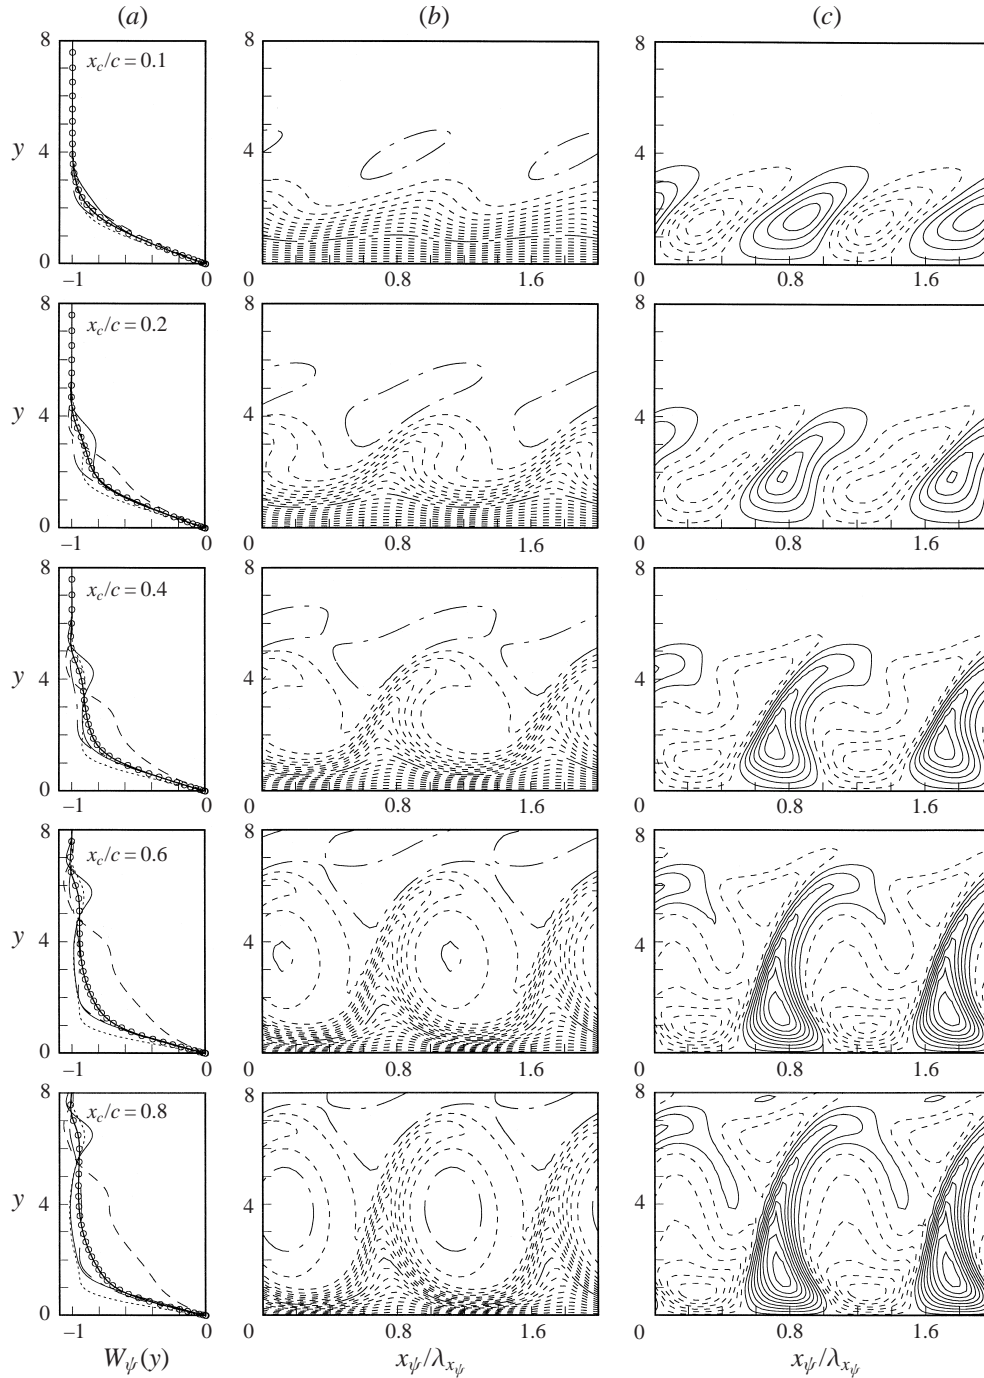 (a) (b) (c)
8 8 8
x_c/c = 0.1
y 4 4 4
0 0 0
−1 0 0.8 1.6 0.8 1.6
8 8 8
x_c/c = 0.2
y 4 4 4
0 0 0
−1 0 0.8 1.6 0.8 1.6
8 8 8
x_c/c = 0.4
y 4 4 4
0 0 0
−1 0 0.8 1.6 0.8 1.6
8 8 8
x_c/c = 0.6
y 4 4 4
0 0 0
−1 0 0.8 1.6 0.8 1.6
8 8 8
x_c/c = 0.8
y 4 4 4
0 0 0
−1 0 0.8 1.6 0.8 1.6
W_ψ(y) x_ψ/λ_{x_ψ} x_ψ/λ_{x_ψ}